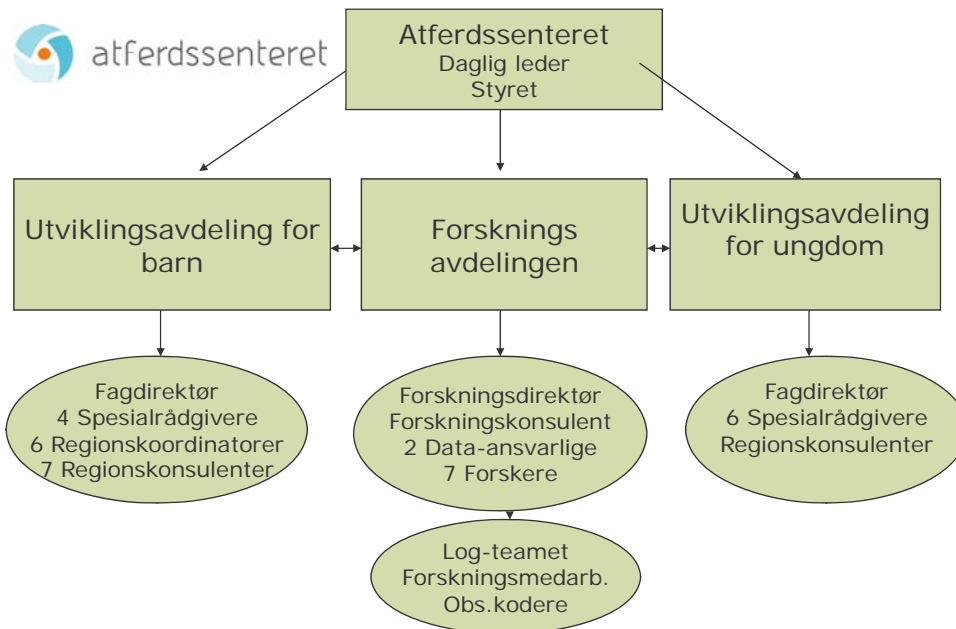 atferdssenteret
Atferdssenteret
Daglig leder
Styret
Utviklingsavdeling for
barn
Forsknings
avdelingen
Utviklingsavdeling
for ungdom
Fagdirektør
4 Spesialrådgivere
6 Regionskoordinatorer
7 Regionskonsulenter
Forskningsdirektør
Forskningskonsulent
2 Data-ansvarlige
7 Forskere
Fagdirektør
6 Spesialrådgivere
Regionskonsulenter
Log-teamet
Forskningsmedarb.
Obs.kodere